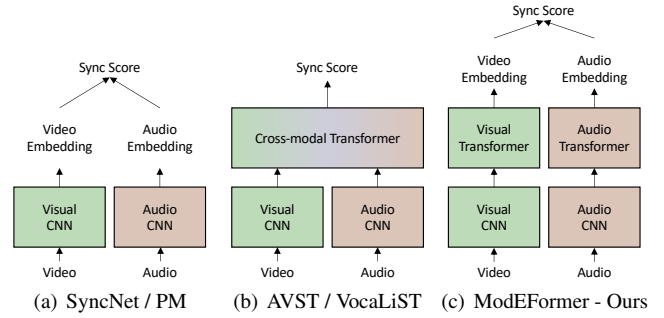 Sync Score
Video
Embedding
Audio
Embedding
Visual
CNN
Audio
CNN
Video
Audio
(a) SyncNet / PM
Sync Score
Cross-modal Transformer
Visual
CNN
Audio
CNN
Video
Audio
(b) AVST / VocaLiST
Sync Score
Video
Embedding
Audio
Embedding
Visual
Transformer
Audio
Transformer
Visual
CNN
Audio
CNN
Video
Audio
(c) ModEFormer - Ours